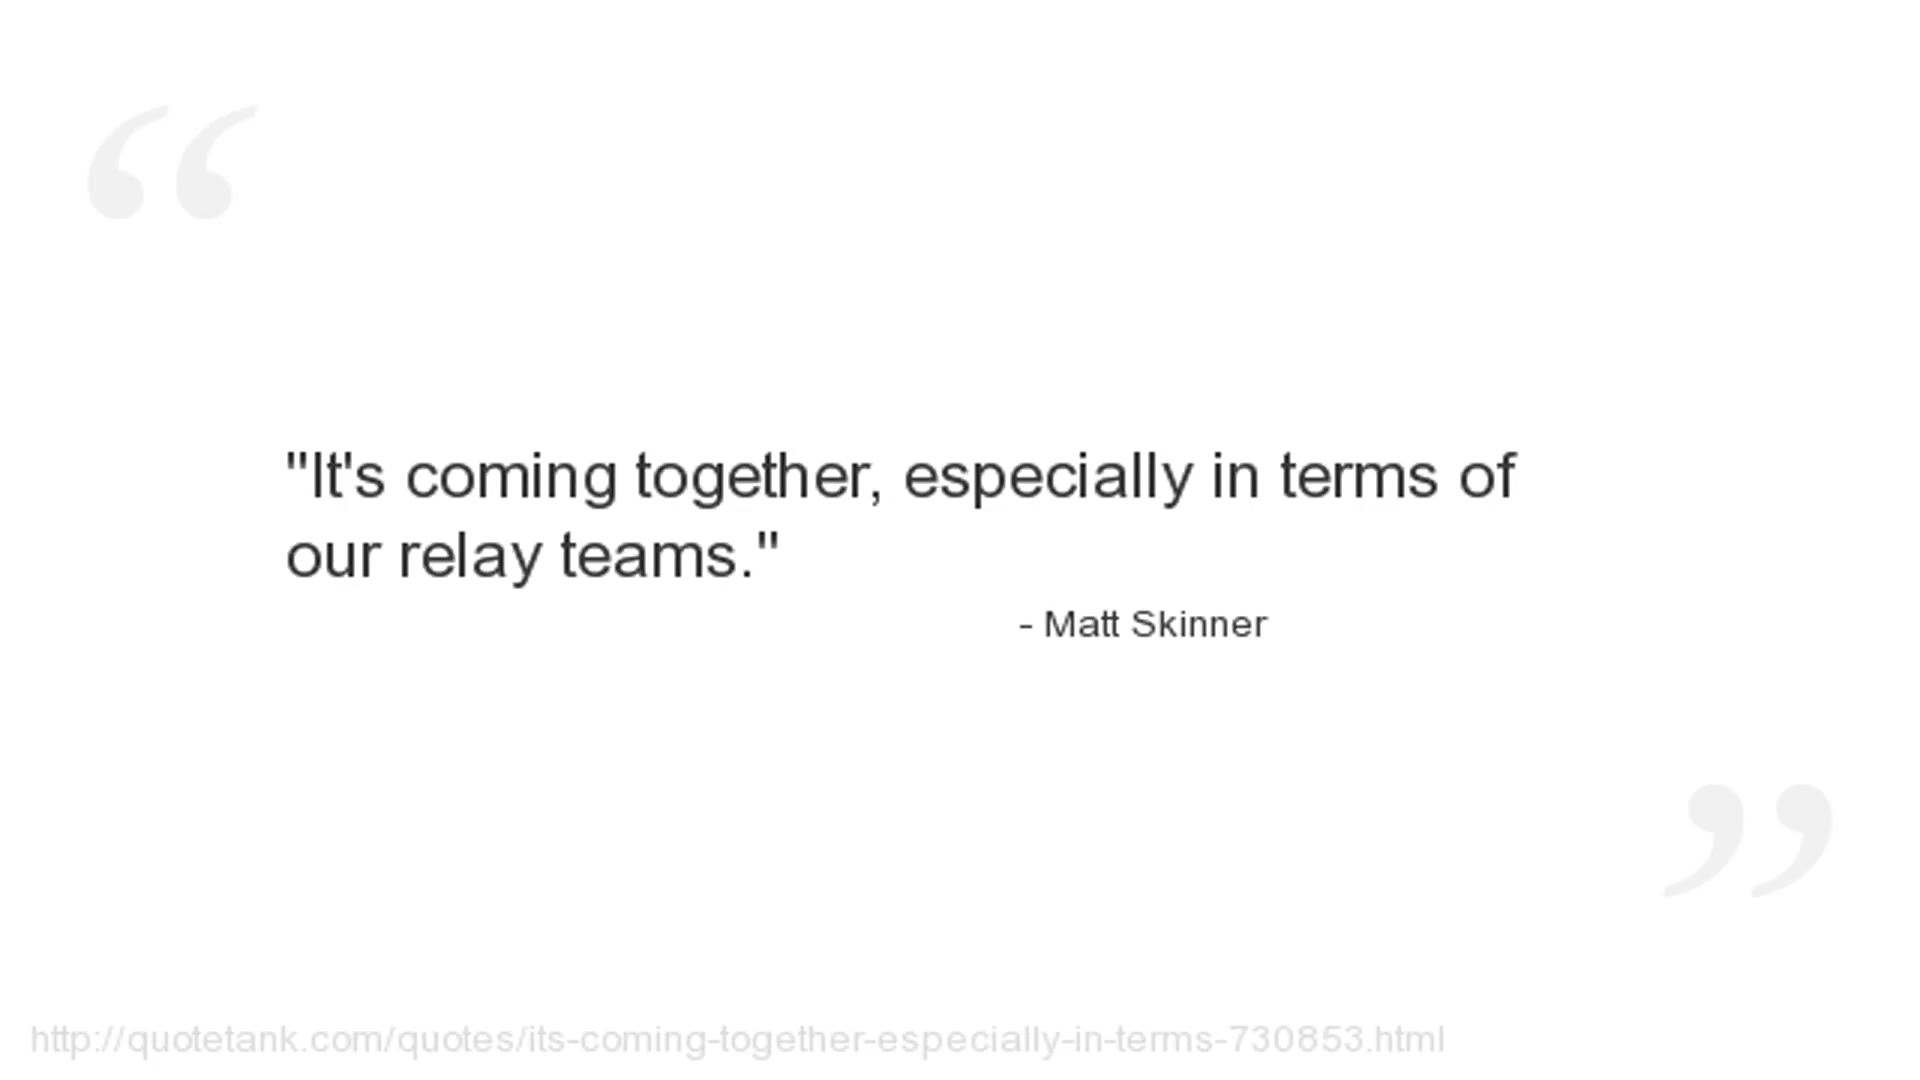 "It's coming together, especially in terms of
our relay teams."
- Matt Skinner
http://quotetank.com/quotes/its-coming-together-especially-in-terms-730853.html